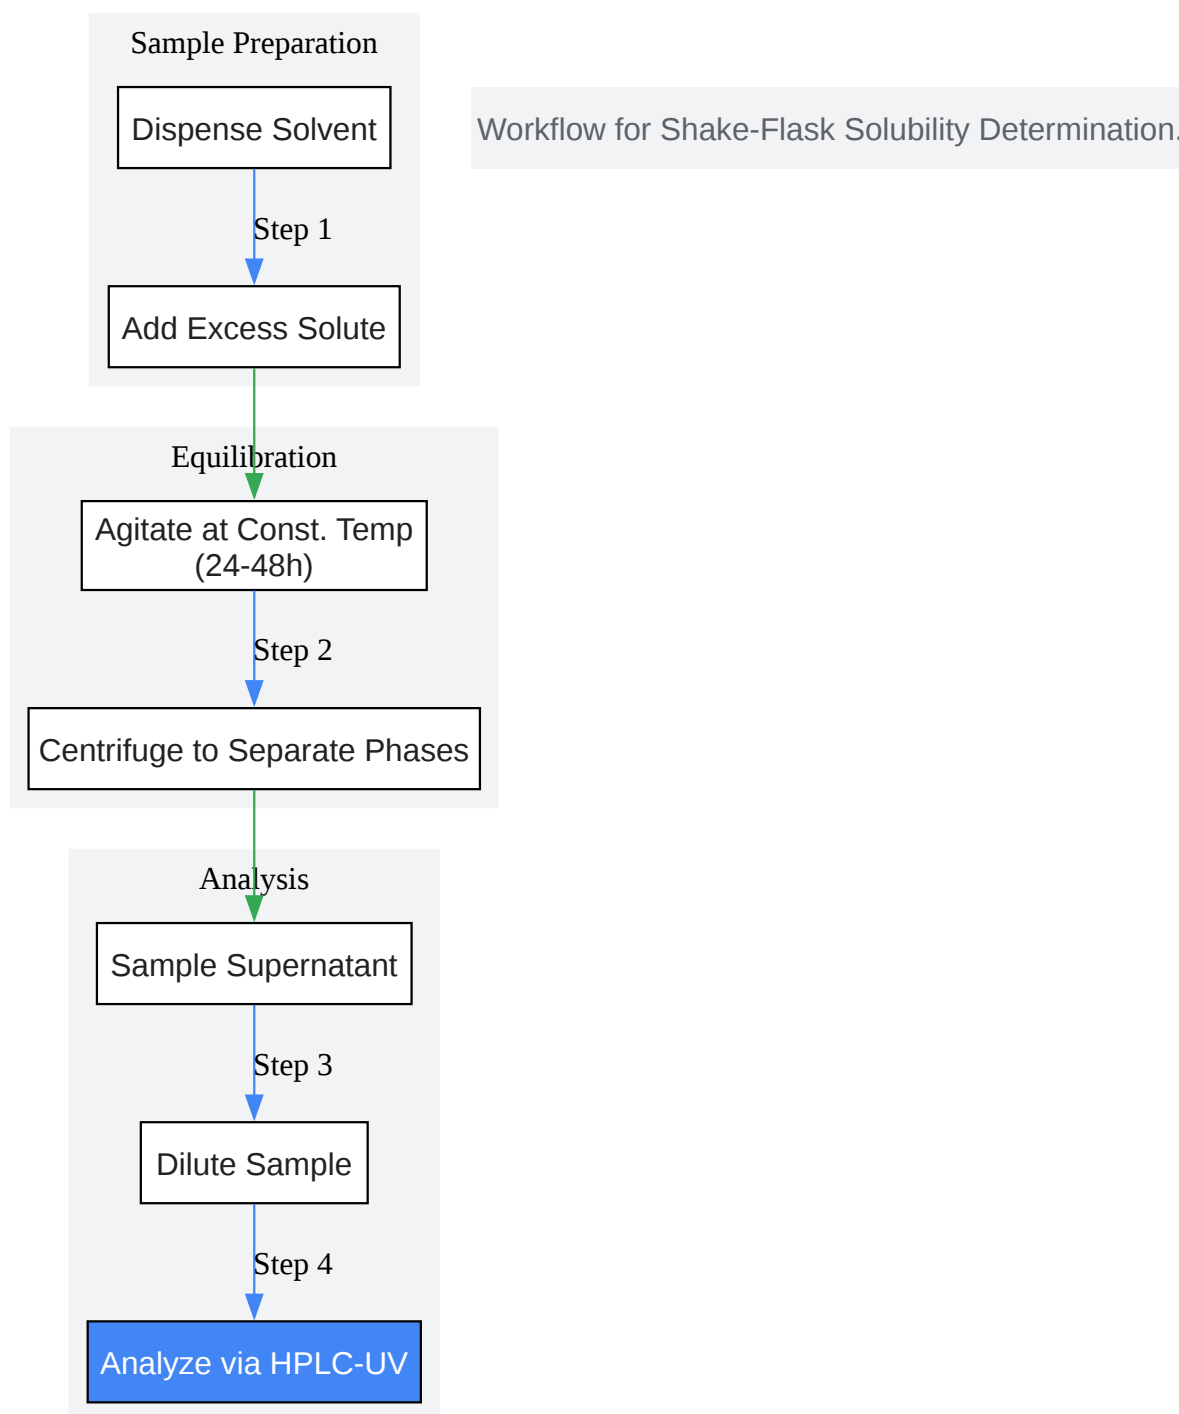 Sample Preparation
Dispense Solvent
Workflow for Shake-Flask Solubility Determination.
Step 1
Add Excess Solute
Equilibration
Agitate at Const. Temp
(24-48h)
Step 2
Centrifuge to Separate Phases
Analysis
Sample Supernatant
Step 3
Dilute Sample
Step 4
Analyze via HPLC-UV